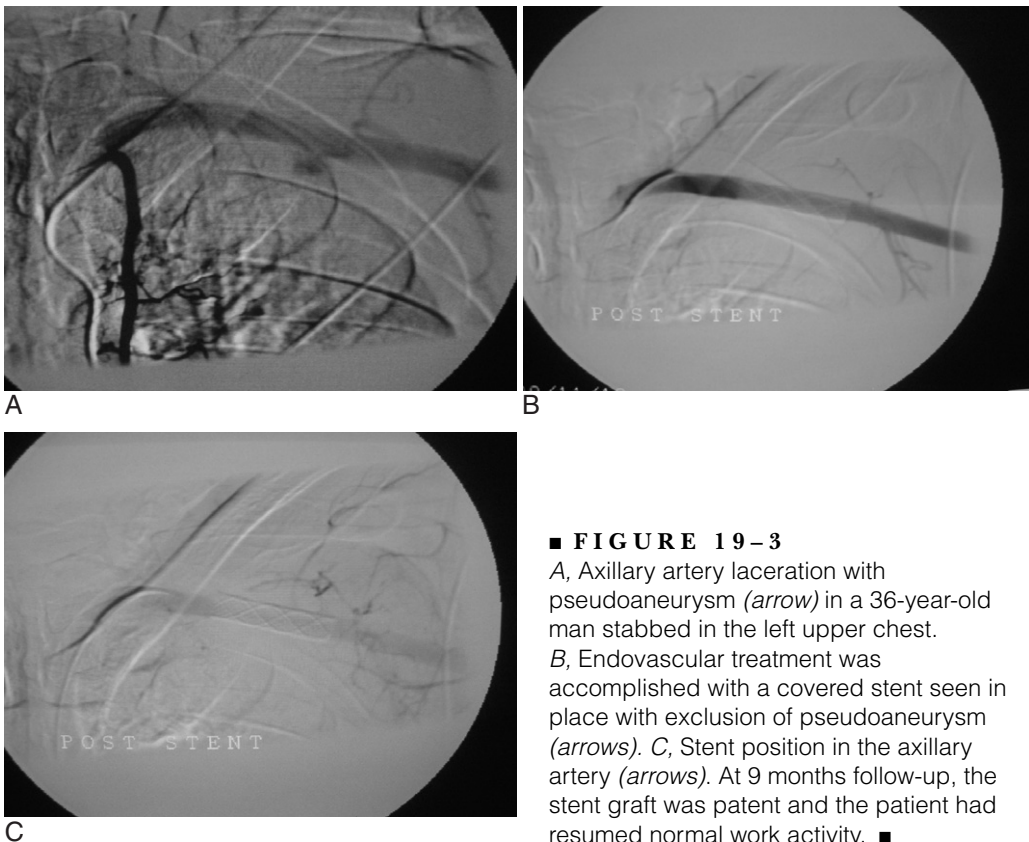 A
POST STENT
B
POST STENT
C
■ FIGURE 19–3
A, Axillary artery laceration with
pseudoaneurysm (arrow) in a 36-year-old
man stabbed in the left upper chest.
B, Endovascular treatment was
accomplished with a covered stent seen in
place with exclusion of pseudoaneurysm
(arrows). C, Stent position in the axillary
artery (arrows). At 9 months follow-up, the
stent graft was patent and the patient had
resumed normal work activity. ■